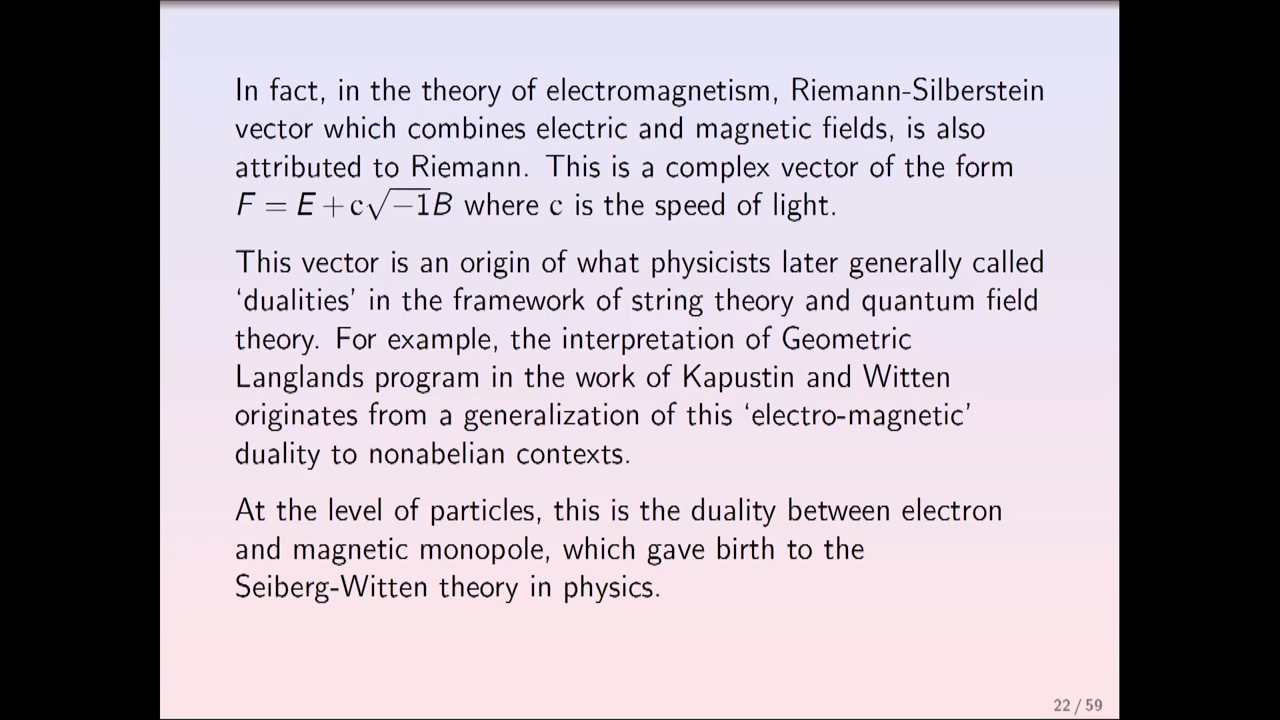 In fact, in the theory of electromagnetism, Riemann-Silberstein
vector which combines electric and magnetic fields, is also
attributed to Riemann. This is a complex vector of the form
F = E + c√−1B where c is the speed of light.
This vector is an origin of what physicists later generally called
‘dualities’ in the framework of string theory and quantum field
theory. For example, the interpretation of Geometric
Langlands program in the work of Kapustin and Witten
originates from a generalization of this ‘electro-magnetic’
duality to nonabelian contexts.
At the level of particles, this is the duality between electron
and magnetic monopole, which gave birth to the
Seiberg-Witten theory in physics.
22 / 59